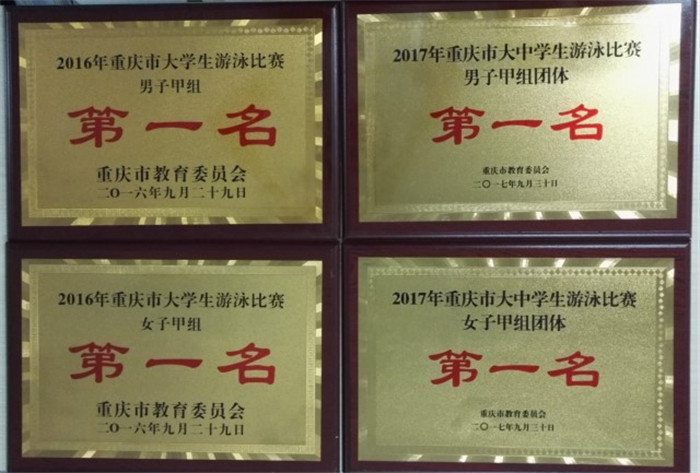 2016年重庆市大学生游泳比赛
男子甲组
第一名
重庆市教育委员会
二〇一六年九月二十九日
2017年重庆市大中学生游泳比赛
男子甲组团体
第一名
重庆市教育委员会
二〇一七年九月三十日
2016年重庆市大学生游泳比赛
女子甲组
第一名
重庆市教育委员会
二〇一六年九月二十九日
2017年重庆市大中学生游泳比赛
女子甲组团体
第一名
重庆市教育委员会
二〇一七年九月三十日